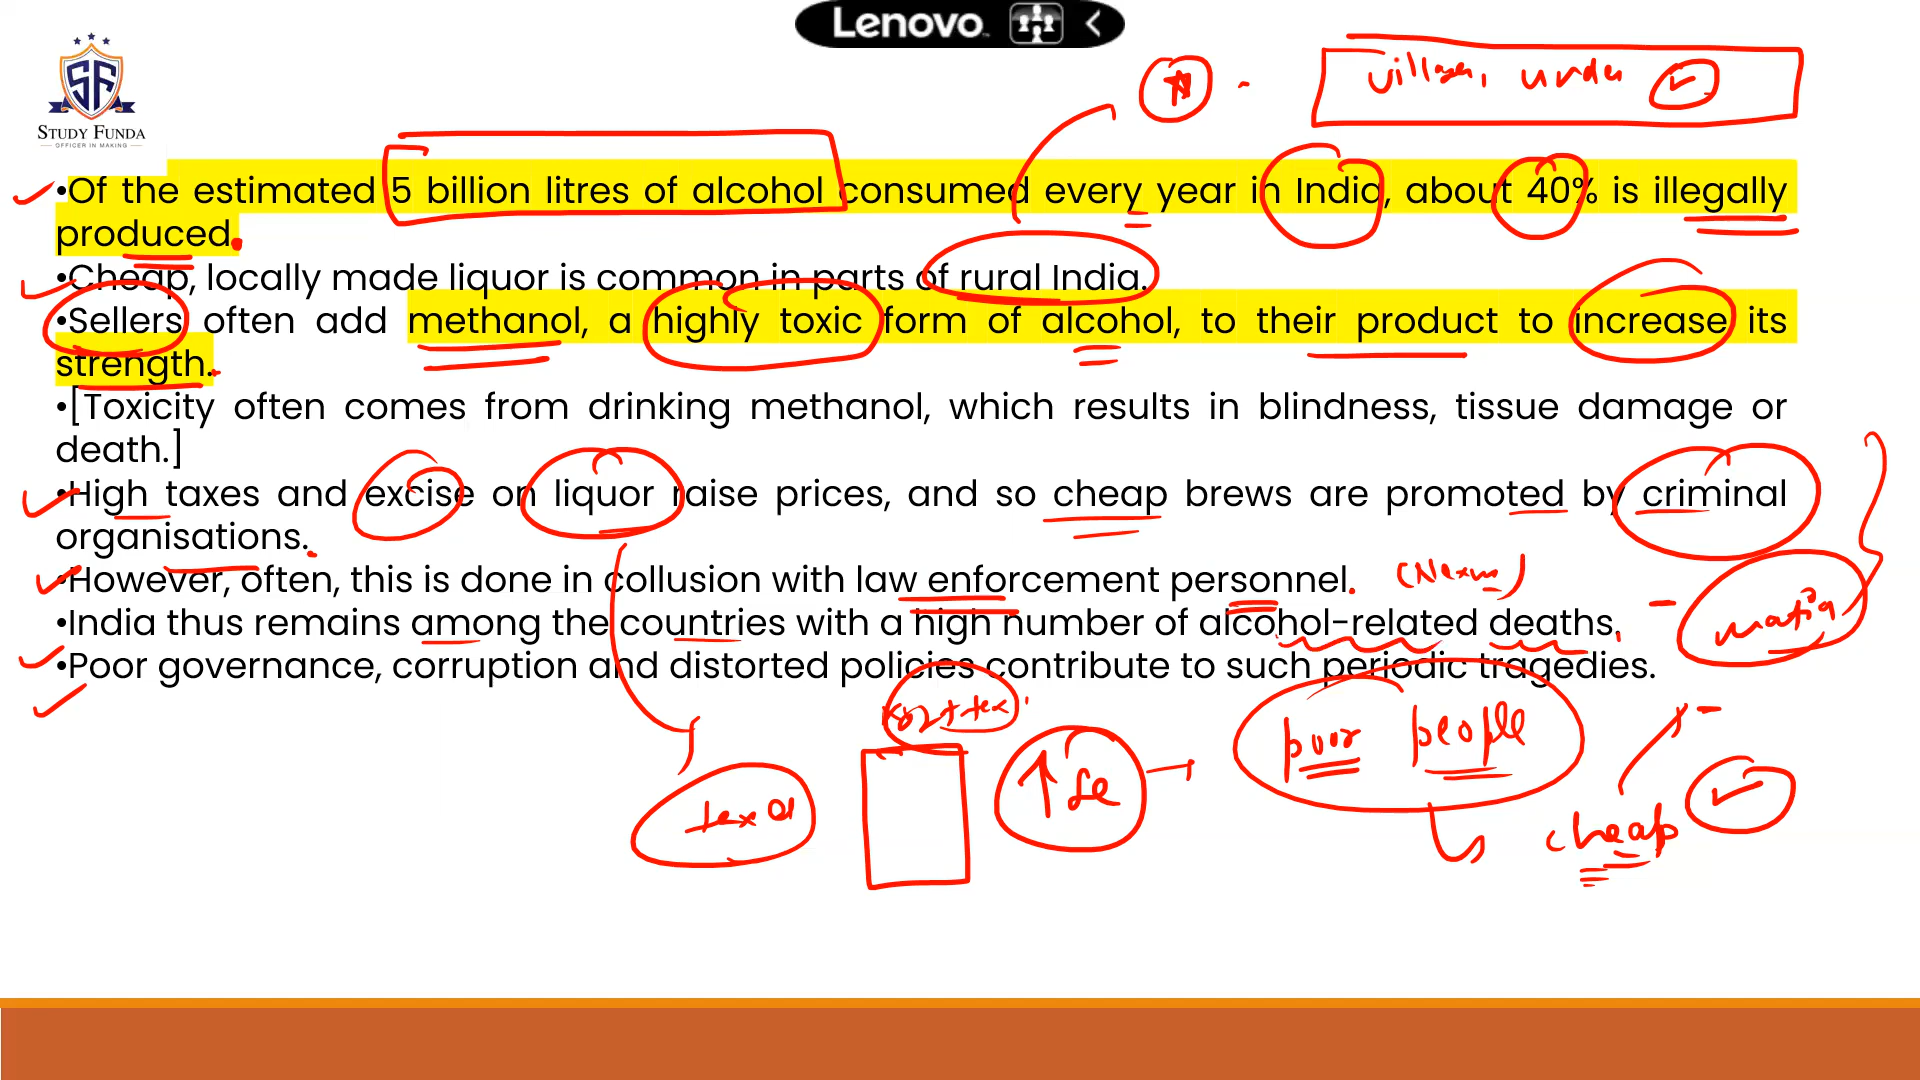 Lenovo
villages, under
SF
STUDY FUNDA
OFFICER IN MAKING
•Of the estimated 5 billion litres of alcohol consumed every year in India, about 40% is illegally
produced.
•Cheap, locally made liquor is common in parts of rural India.
•Sellers often add methanol, a highly toxic form of alcohol, to their product to increase its
strength.
•[Toxicity often comes from drinking methanol, which results in blindness, tissue damage or
death.]
•High taxes and excise on liquor raise prices, and so cheap brews are promoted by criminal
organisations.
•However, often, this is done in collusion with law enforcement personnel. (Nexus)
•India thus remains among the countries with a high number of alcohol-related deaths. - mafia
•Poor governance, corruption and distorted policies contribute to such periodic tragedies.
poor people
cheap